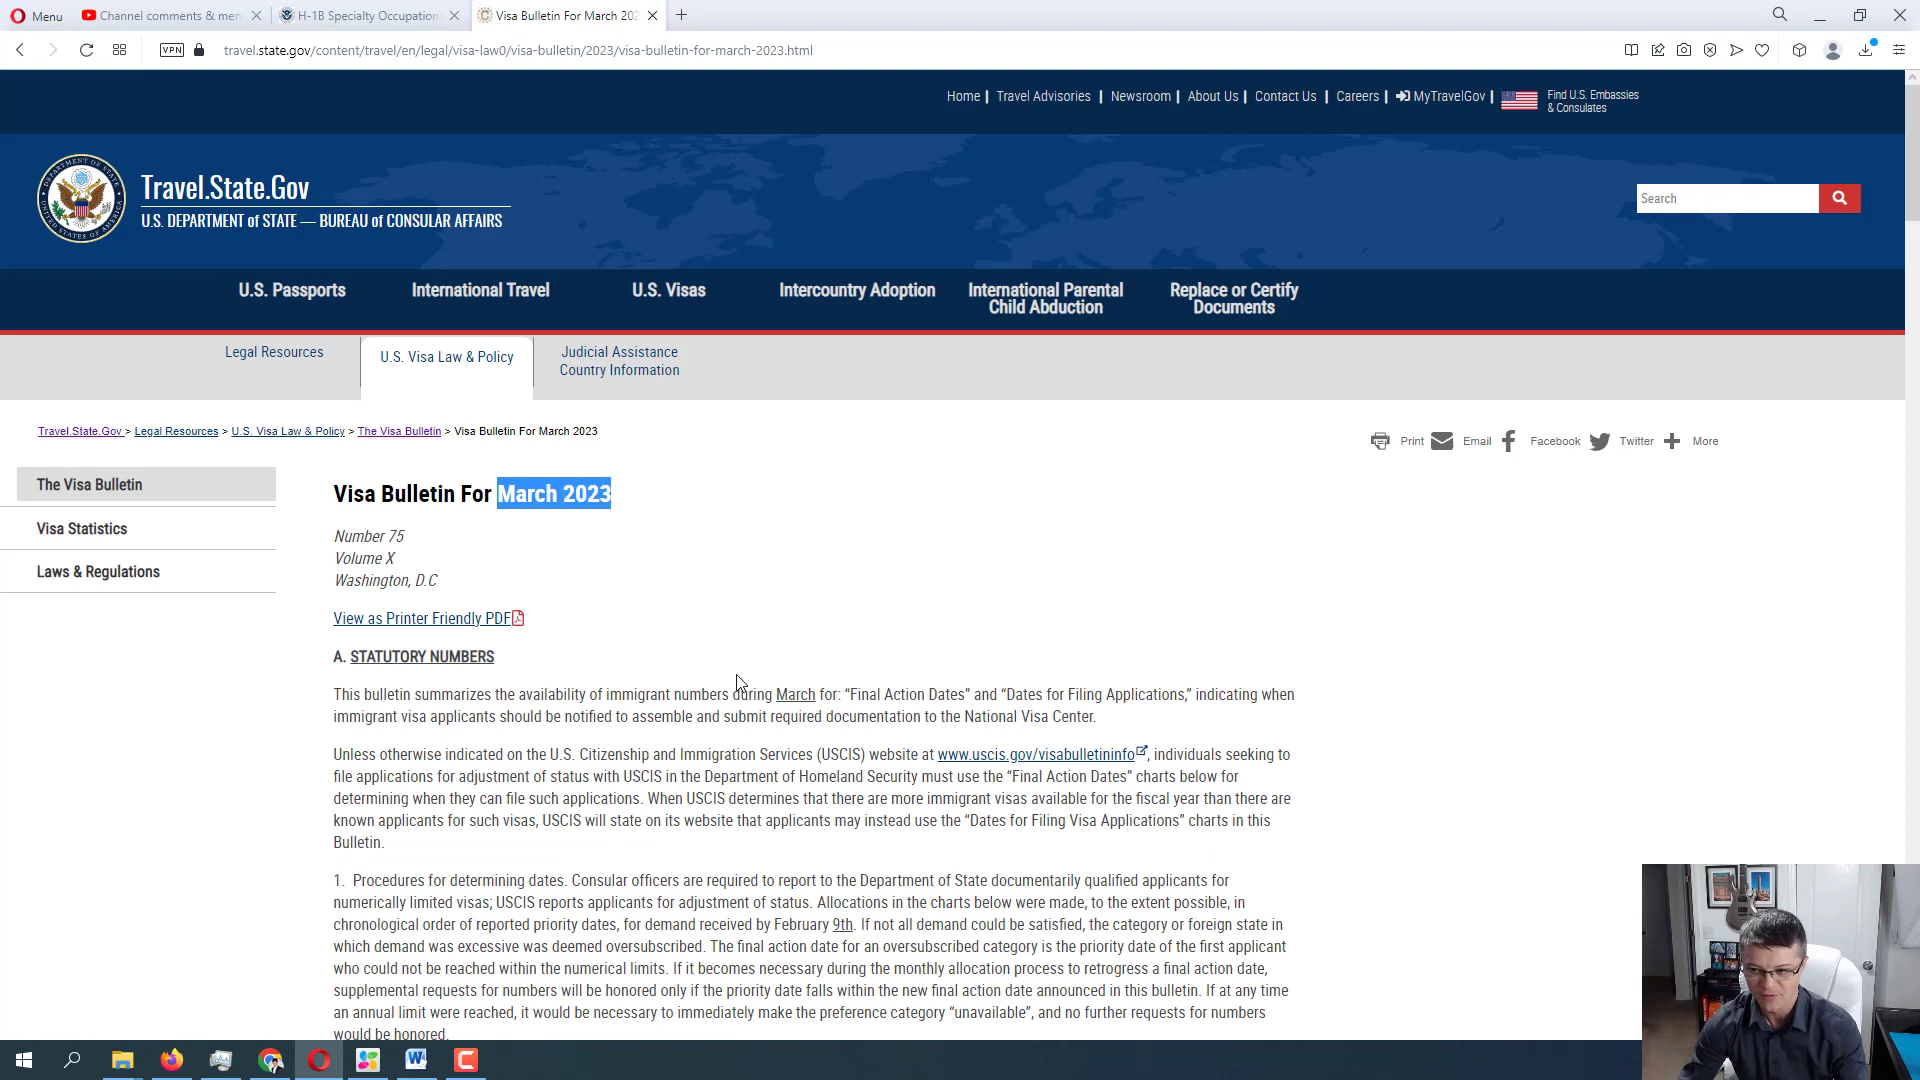 Menu
Channel comments & men
H-1B Specialty Occupation
Visa Bulletin For March 202
VPN
travel.state.gov/content/travel/en/legal/visa-law0/visa-bulletin/2023/visa-bulletin-for-march-2023.html
Home | Travel Advisories | Newsroom | About Us | Contact Us | Careers | MyTravelGov |
Find U.S. Embassies
& Consulates
Travel.State.Gov
U.S. DEPARTMENT of STATE — BUREAU of CONSULAR AFFAIRS
Search
U.S. Passports
International Travel
U.S. Visas
Intercountry Adoption
International Parental
Child Abduction
Replace or Certify
Documents
Legal Resources
U.S. Visa Law & Policy
Judicial Assistance
Country Information
Travel.State.Gov > Legal Resources > U.S. Visa Law & Policy > The Visa Bulletin > Visa Bulletin For March 2023
Print
Email
Facebook
Twitter
More
The Visa Bulletin
Visa Statistics
Laws & Regulations
Visa Bulletin For March 2023
Number 75
Volume X
Washington, D.C
View as Printer Friendly PDF
A. STATUTORY NUMBERS
This bulletin summarizes the availability of immigrant numbers during March for: “Final Action Dates” and “Dates for Filing Applications,” indicating when
immigrant visa applicants should be notified to assemble and submit required documentation to the National Visa Center.
Unless otherwise indicated on the U.S. Citizenship and Immigration Services (USCIS) website at www.uscis.gov/visabulletininfo, individuals seeking to
file applications for adjustment of status with USCIS in the Department of Homeland Security must use the “Final Action Dates” charts below for
determining when they can file such applications. When USCIS determines that there are more immigrant visas available for the fiscal year than there are
known applicants for such visas, USCIS will state on its website that applicants may instead use the “Dates for Filing Visa Applications” charts in this
Bulletin.
1. Procedures for determining dates. Consular officers are required to report to the Department of State documentarily qualified applicants for
numerically limited visas; USCIS reports applicants for adjustment of status. Allocations in the charts below were made, to the extent possible, in
chronological order of reported priority dates, for demand received by February 9th. If not all demand could be satisfied, the category or foreign state in
which demand was excessive was deemed oversubscribed. The final action date for an oversubscribed category is the priority date of the first applicant
who could not be reached within the numerical limits. If it becomes necessary during the monthly allocation process to retrogress a final action date,
supplemental requests for numbers will be honored only if the priority date falls within the new final action date announced in this bulletin. If at any time
an annual limit were reached, it would be necessary to immediately make the preference category “unavailable”, and no further requests for numbers
would be honored.